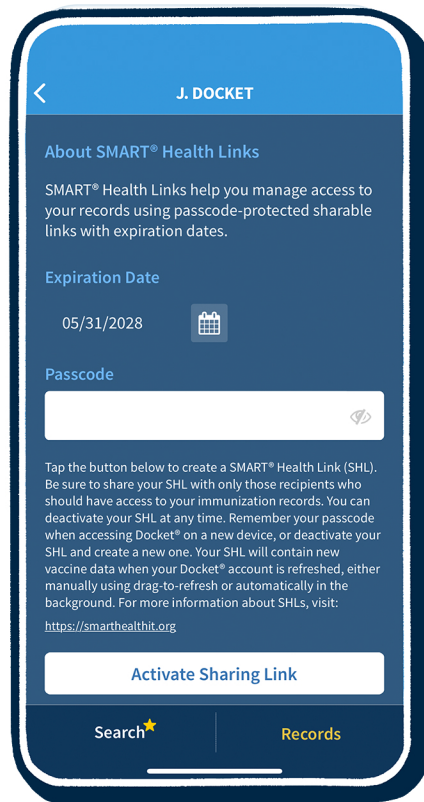 J. DOCKET
About SMART® Health Links
SMART® Health Links help you manage access to
your records using passcode-protected sharable
links with expiration dates.
Expiration Date
05/31/2028
Passcode
Tap the button below to create a SMART® Health Link (SHL).
Be sure to share your SHL with only those recipients who
should have access to your immunization records. You can
deactivate your SHL at any time. Remember your passcode
when accessing Docket® on a new device, or deactivate your
SHL and create a new one. Your SHL will contain new
vaccine data when your Docket® account is refreshed, either
manually using drag-to-refresh or automatically in the
background. For more information about SHLs, visit:
https://smarthealthit.org
Activate Sharing Link
Search
Records